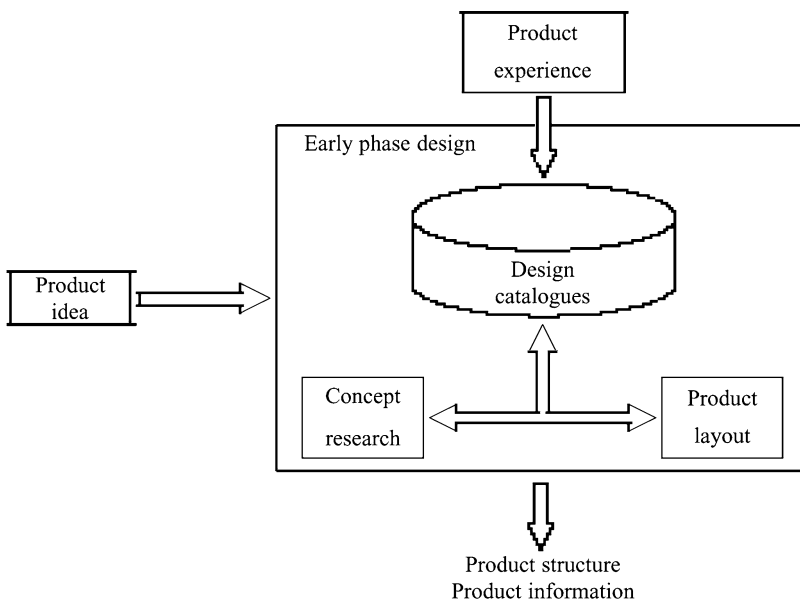 Product
experience
Early phase design
Design
catalogues
Product
idea
Concept
research
Product
layout
Product structure
Product information